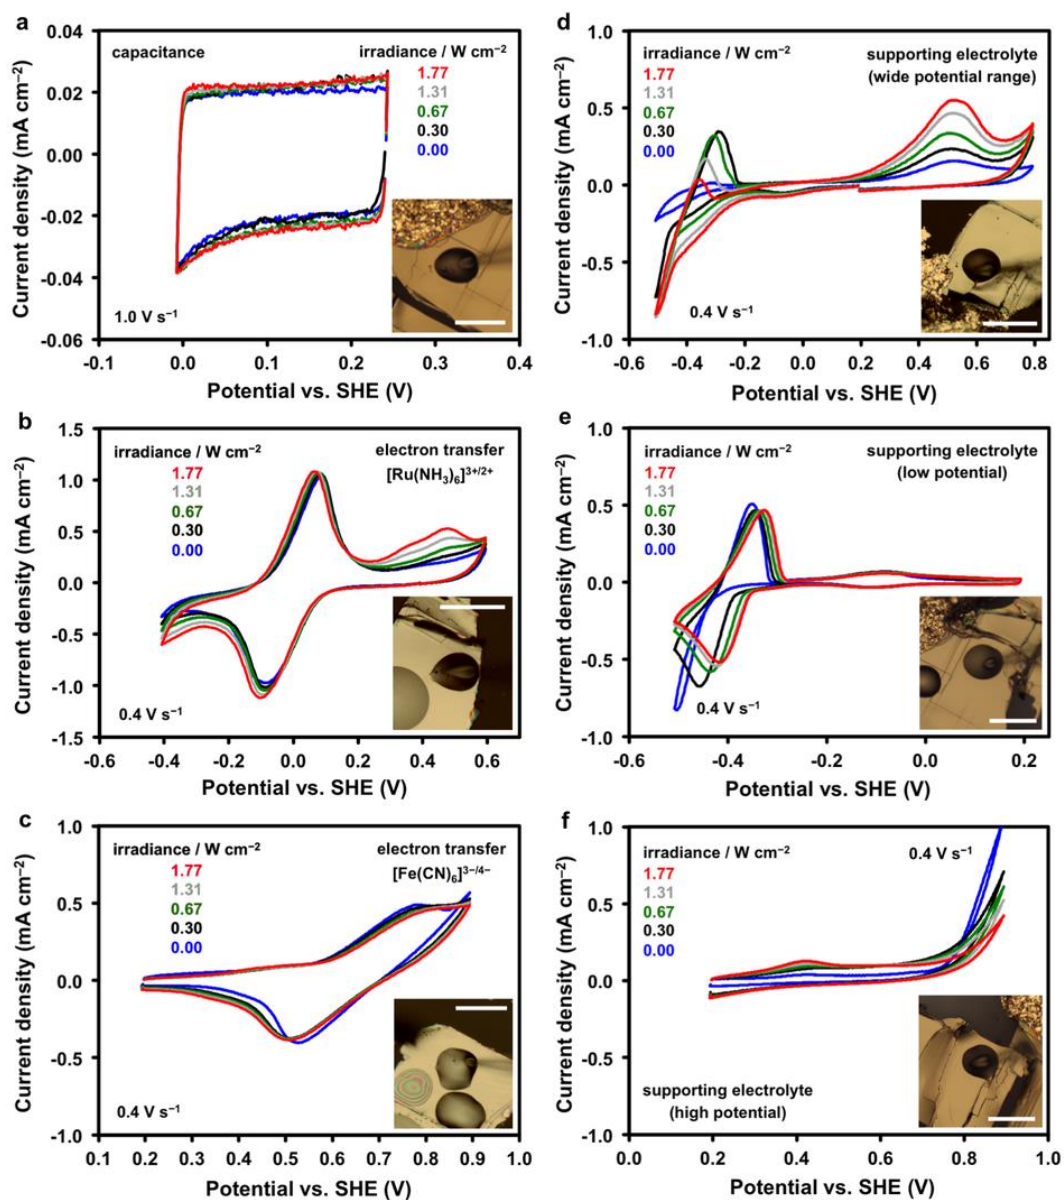 a
capacitance
irradiance / W cm⁻²
1.77
1.31
0.67
0.30
0.00
1.0 V s⁻¹
0.04
0.02
0.00
-0.02
-0.04
-0.06
-0.1
0.0
0.1
0.2
0.3
0.4
Current density (mA cm⁻²)
Potential vs. SHE (V)
b
irradiance / W cm⁻²
1.77
1.31
0.67
0.30
0.00
electron transfer
[Ru(NH₃)₆]³⁺/²⁺
0.4 V s⁻¹
1.5
1.0
0.5
0.0
-0.5
-1.0
-1.5
-0.6
-0.4
-0.2
0.0
0.2
0.4
0.6
Current density (mA cm⁻²)
Potential vs. SHE (V)
c
irradiance / W cm⁻²
1.77
1.31
0.67
0.30
0.00
electron transfer
[Fe(CN)₆]³⁻/⁴⁻
0.4 V s⁻¹
1.0
0.5
0.0
-0.5
-1.0
0.1
0.2
0.3
0.4
0.5
0.6
0.7
0.8
0.9
1.0
Current density (mA cm⁻²)
Potential vs. SHE (V)
d
irradiance / W cm⁻²
1.77
1.31
0.67
0.30
0.00
supporting electrolyte
(wide potential range)
0.4 V s⁻¹
1.0
0.5
0.0
-0.5
-1.0
-0.6
-0.4
-0.2
0.0
0.2
0.4
0.6
0.8
Current density (mA cm⁻²)
Potential vs. SHE (V)
e
irradiance / W cm⁻²
1.77
1.31
0.67
0.30
0.00
supporting electrolyte
(low potential)
0.4 V s⁻¹
1.0
0.5
0.0
-0.5
-1.0
-0.6
-0.4
-0.2
0.0
0.2
Current density (mA cm⁻²)
Potential vs. SHE (V)
f
irradiance / W cm⁻²
1.77
1.31
0.67
0.30
0.00
0.4 V s⁻¹
supporting electrolyte
(high potential)
1.0
0.5
0.0
-0.5
-1.0
0.0
0.2
0.4
0.6
0.8
1.0
Current density (mA cm⁻²)
Potential vs. SHE (V)